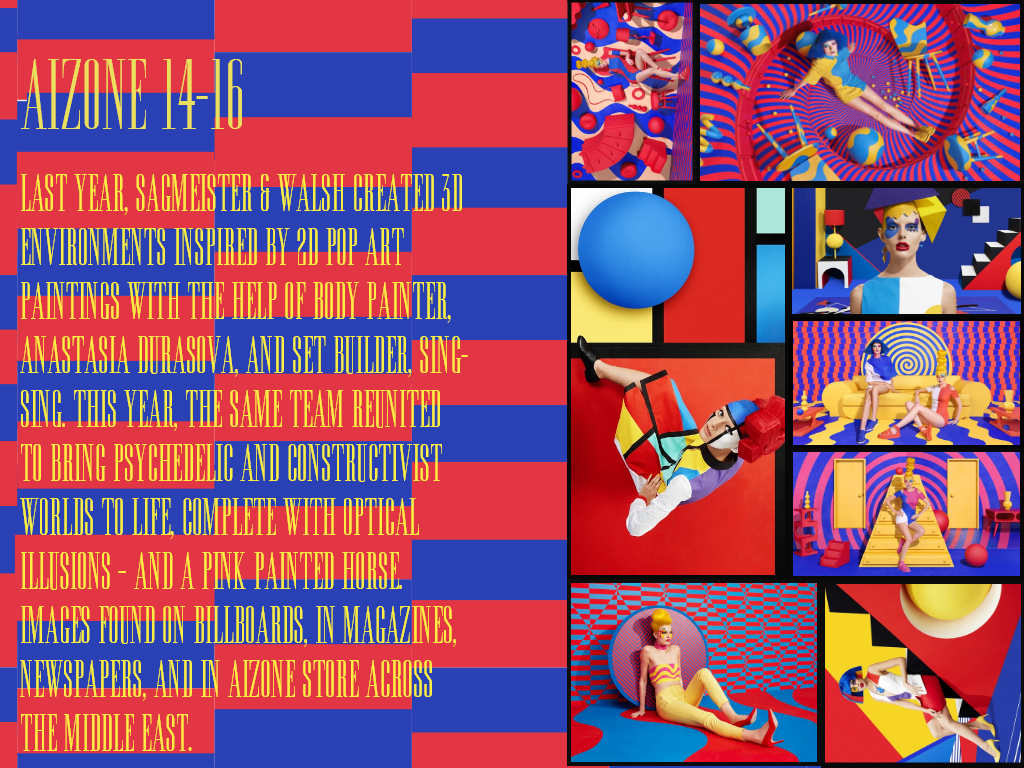 AIZONE 14-16
LAST YEAR, SAGMEISTER & WALSH CREATED 3D
ENVIRONMENTS INSPIRED BY 2D POP ART
PAINTINGS WITH THE HELP OF BODY PAINTER,
ANASTASIA DURASOVA, AND SET BUILDER, SING-
SING. THIS YEAR, THE SAME TEAM REUNITED
TO BRING PSYCHEDELIC AND CONSTRUCTIVIST
WORLDS TO LIFE, COMPLETE WITH OPTICAL
ILLUSIONS - AND A PINK PAINTED HORSE.
IMAGES FOUND ON BILLBOARDS, IN MAGAZINES,
NEWSPAPERS, AND IN AIZONE STORE ACROSS
THE MIDDLE EAST.